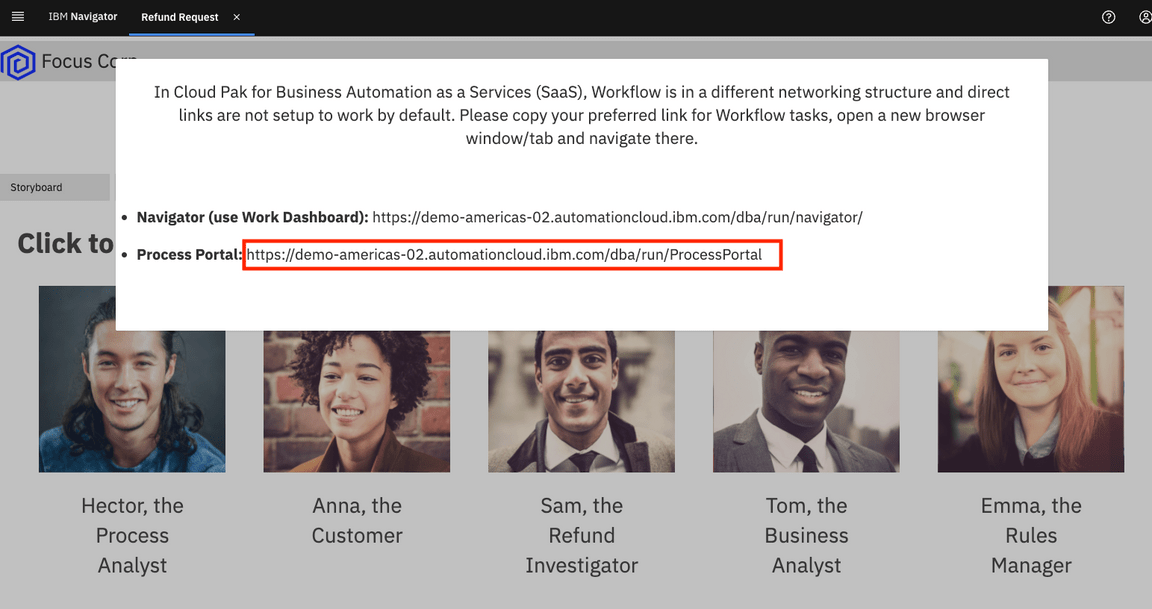 IBM Navigator
Refund Request
Focus Corp
In Cloud Pak for Business Automation as a Services (SaaS), Workflow is in a different networking structure and direct
links are not setup to work by default. Please copy your preferred link for Workflow tasks, open a new browser
window/tab and navigate there.
Storyboard
Navigator (use Work Dashboard): https://demo-americas-02.automationcloud.ibm.com/dba/run/navigator/
Click to
Process Portal: https://demo-americas-02.automationcloud.ibm.com/dba/run/ProcessPortal
Hector, the
Process
Analyst
Anna, the
Customer
Sam, the
Refund
Investigator
Tom, the
Business
Analyst
Emma, the
Rules
Manager